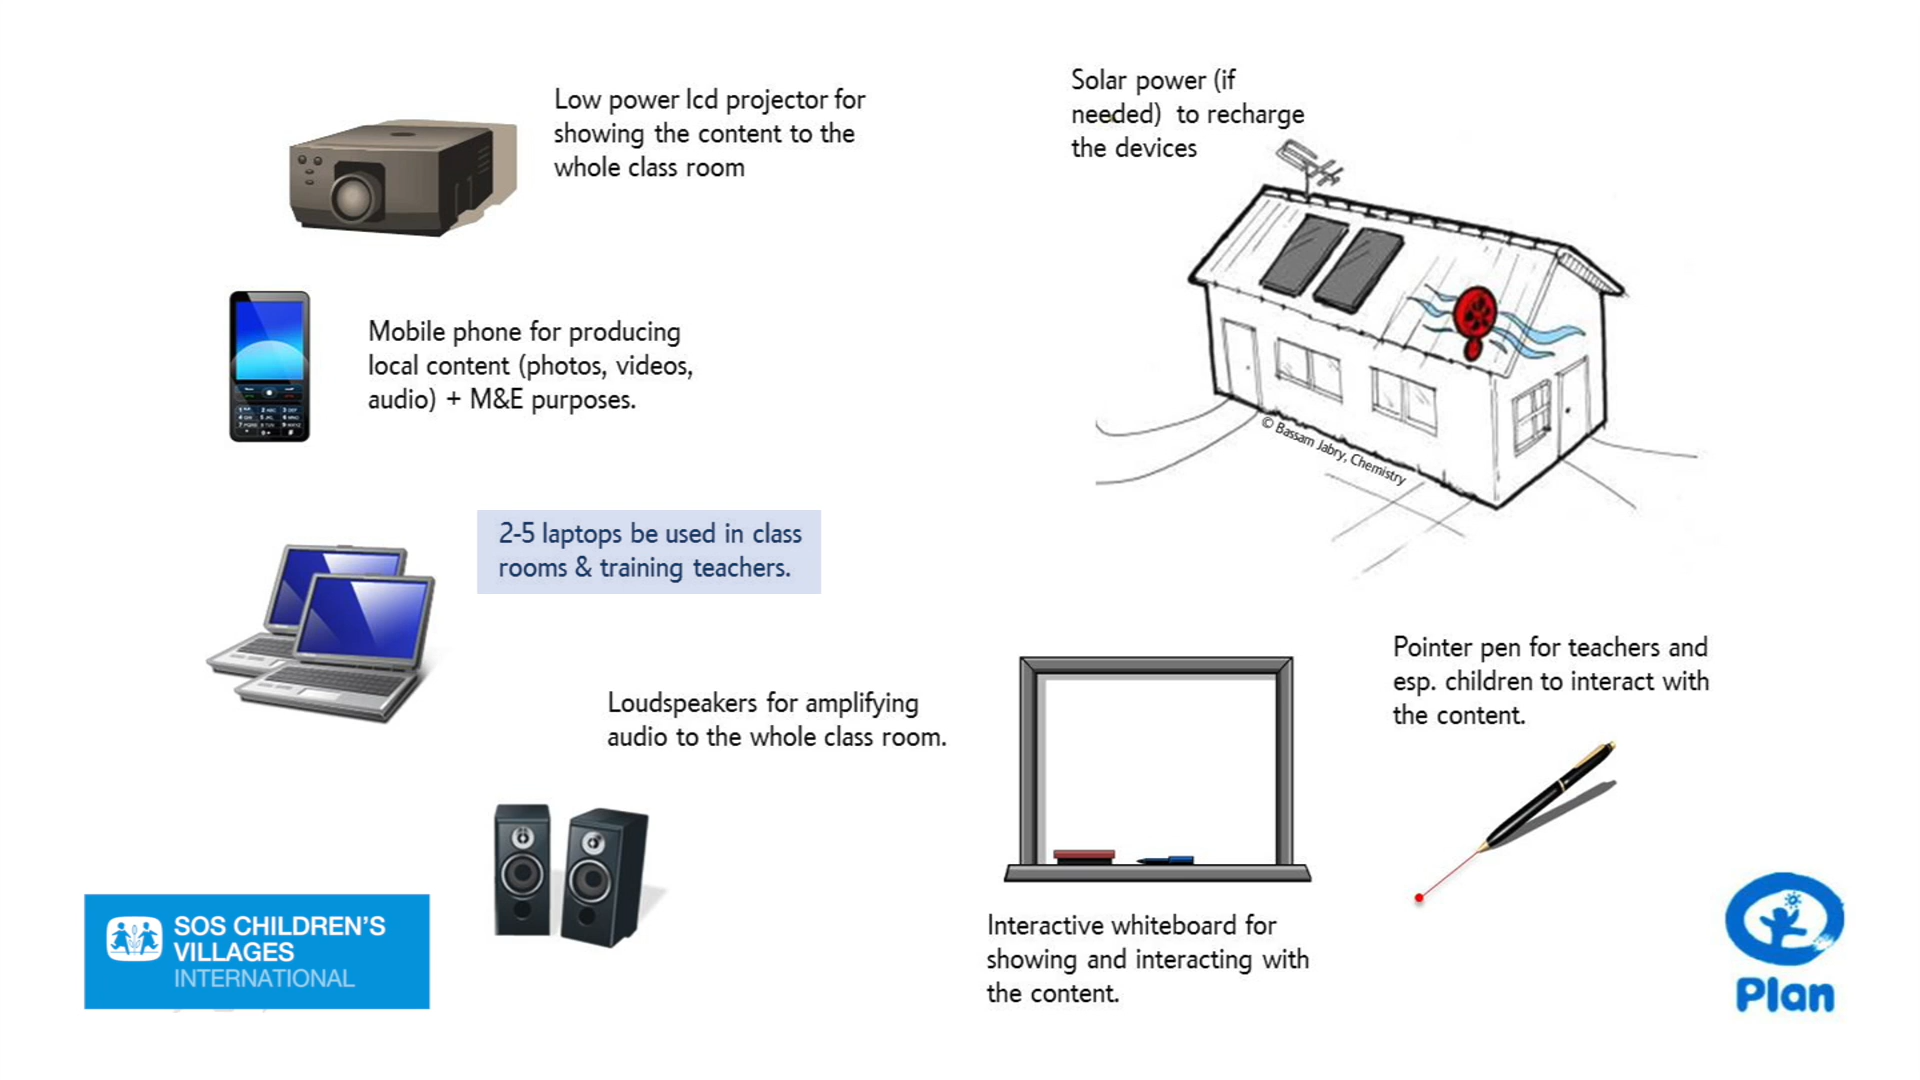 Low power lcd projector for
showing the content to the
whole class room
Solar power (if
needed)  to recharge
the devices
Mobile phone for producing
local content (photos, videos,
audio) + M&E purposes.
© Bassam Jabry, Chemistry
2-5 laptops be used in class
rooms & training teachers.
Loudspeakers for amplifying
audio to the whole class room.
Pointer pen for teachers and
esp. children to interact with
the content.
Interactive whiteboard for
showing and interacting with
the content.
SOS CHILDREN'S
VILLAGES
INTERNATIONAL
Plan